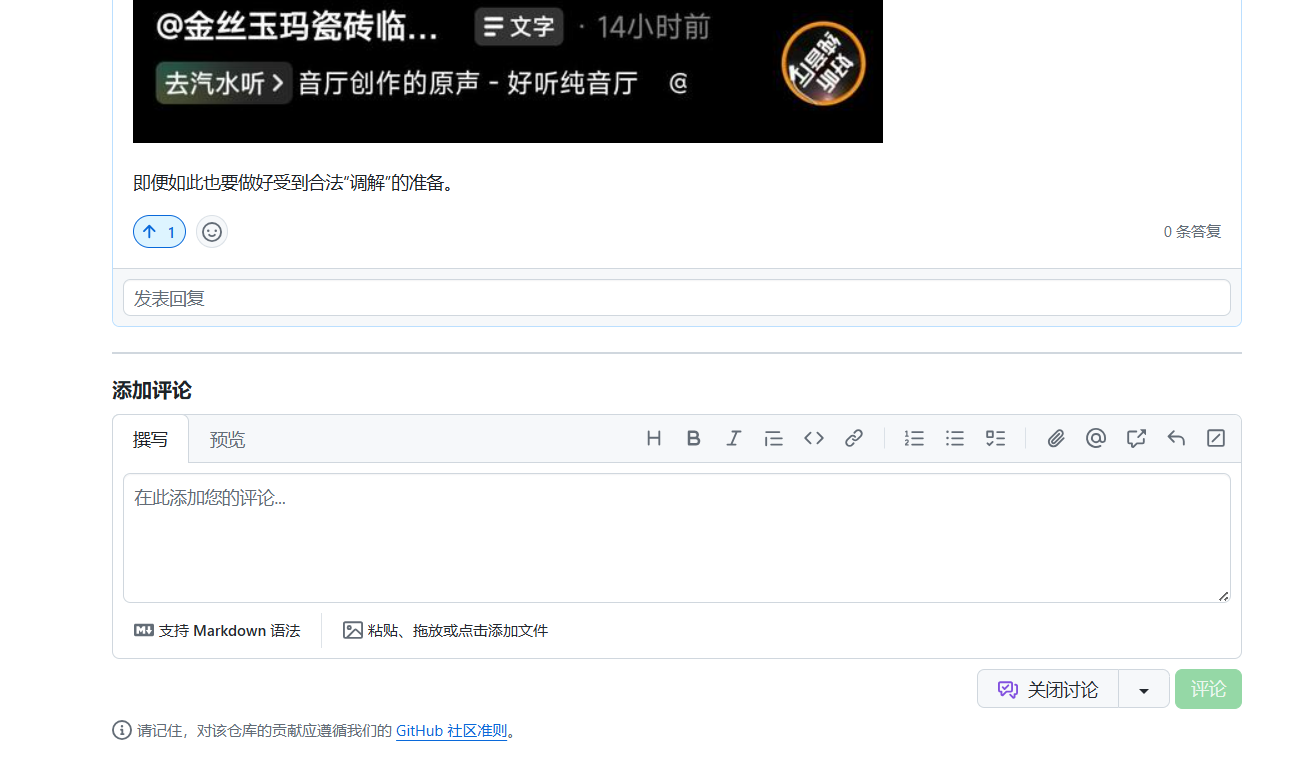 @金丝玉玛瓷砖临... 文字 · 14小时前
去汽水听 音厅创作的原声 - 好听纯音厅 @
好听纯音厅
即便如此也要做好受到合法“调解”的准备。
1
0 条答复
发表回复
添加评论
撰写 预览
在此添加您的评论...
支持 Markdown 语法 粘贴、拖放或点击添加文件
关闭讨论 评论
请记住，对该仓库的贡献应遵循我们的 GitHub 社区准则。